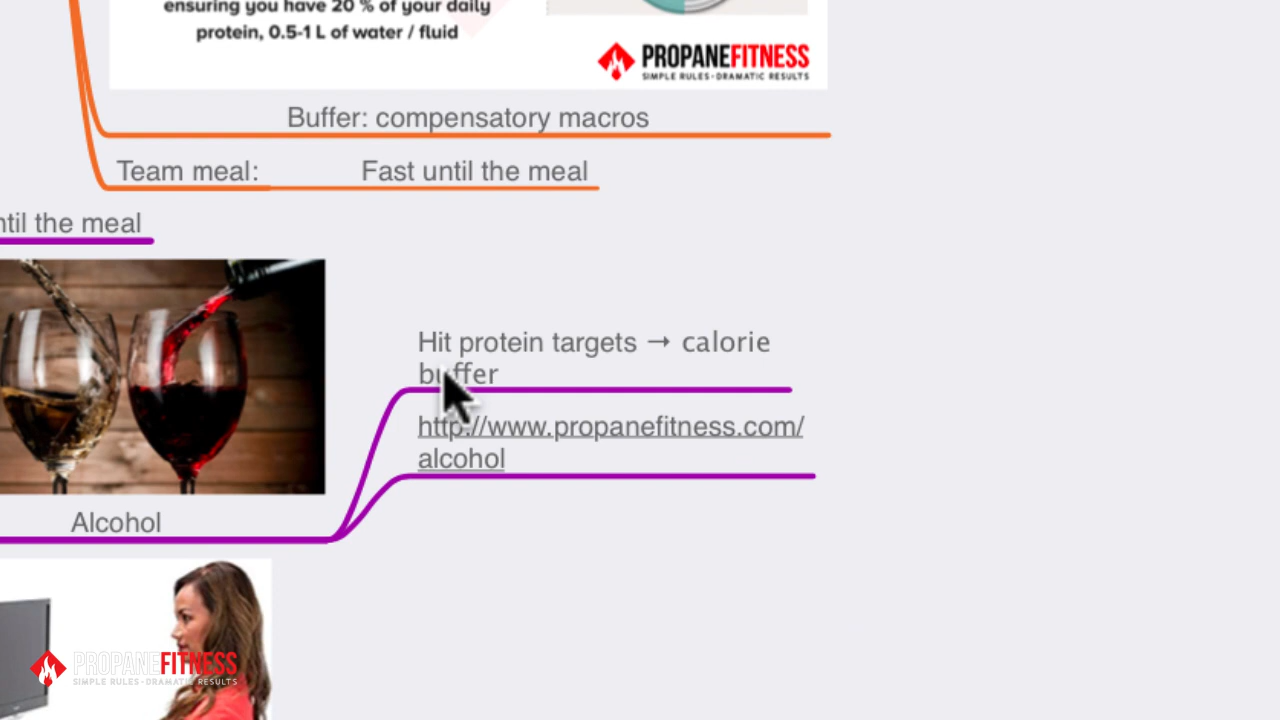 ensuring you have 20 % of your daily
protein, 0.5-1 L of water / fluid
PROPANEFITNESS
SIMPLE RULES-DRAMATIC RESULTS
Buffer: compensatory macros
Team meal: Fast until the meal
until the meal
Hit protein targets → calorie
buffer
http://www.propanefitness.com/
alcohol
Alcohol
PROPANEFITNESS
SIMPLE RULES-DRAMATIC RESULTS